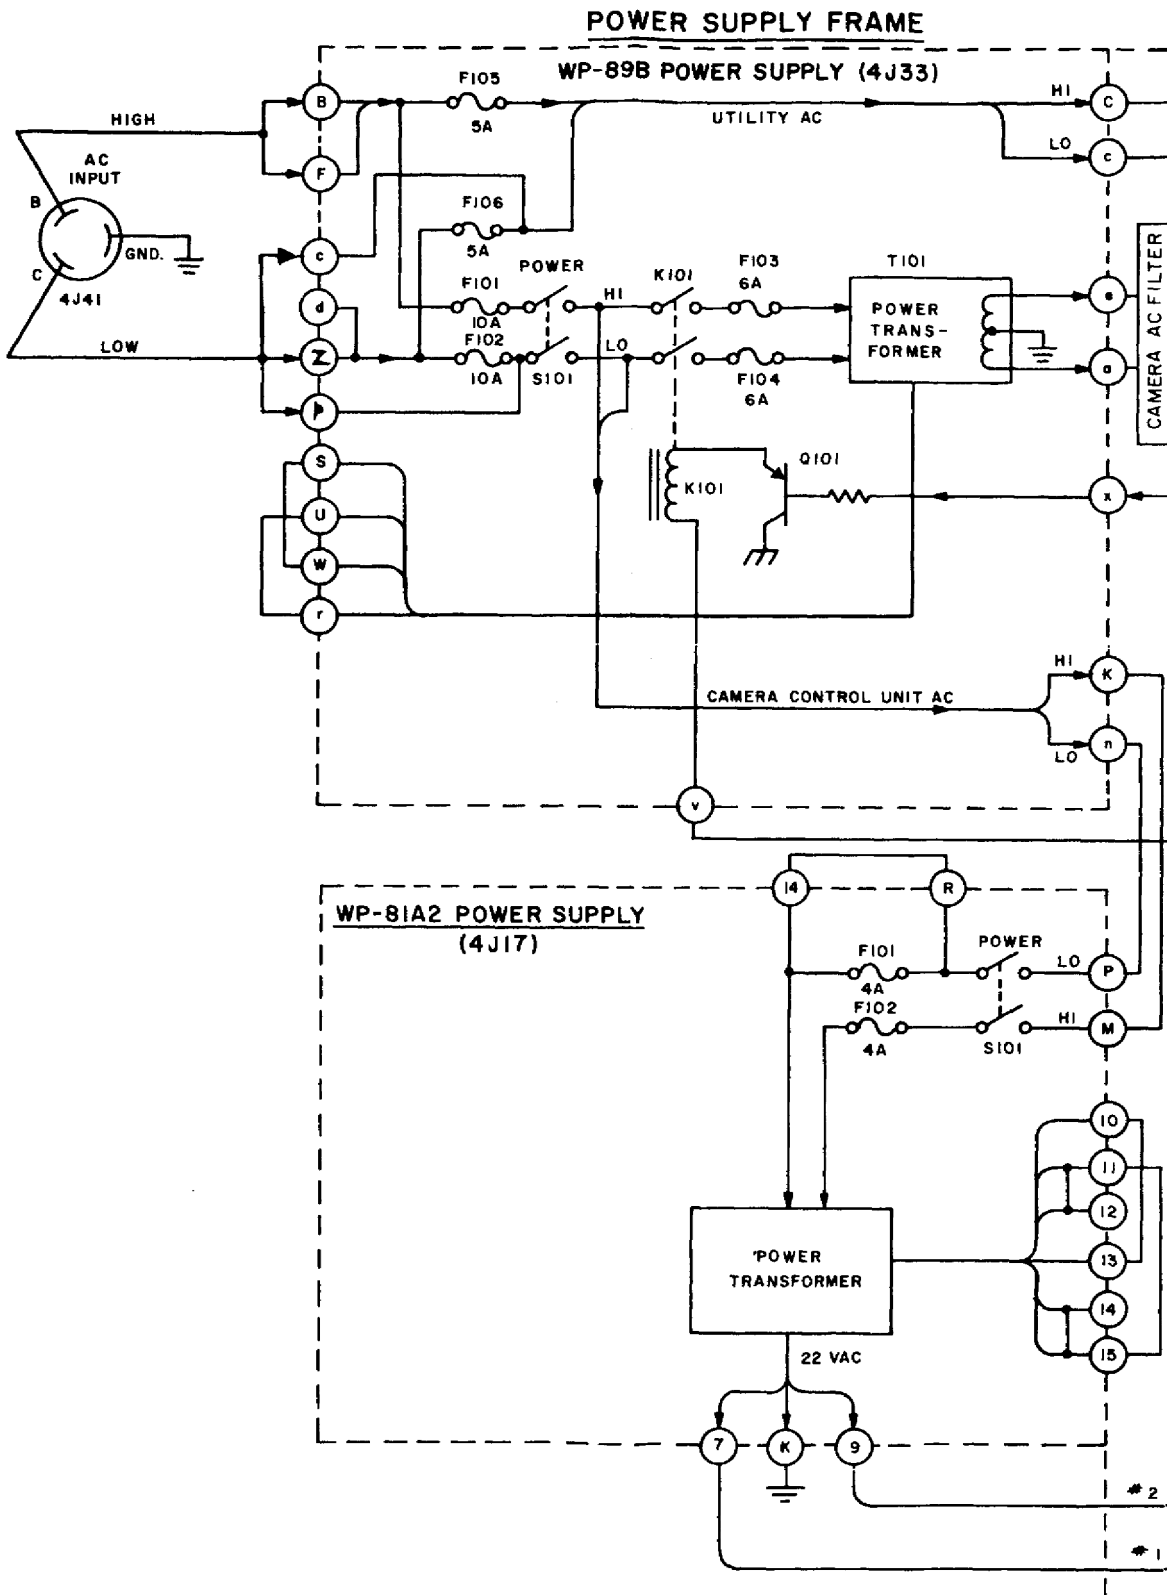 POWER SUPPLY FRAME
WP-89B POWER SUPPLY (4J33)
F105
5A
B
HIGH
HI
C
UTILITY AC
LO
c
AC
INPUT
F
F106
5A
B
GND.
C
4J41
c
POWER
K101
F103
6A
T101
d
F101
10A
HI
POWER
TRANS-
FORMER
e
LOW
Z
F102
10A
S101
LO
F104
6A
a
CAMERA AC FILTER
p
S
K101
Q101
x
U
W
r
HI
K
CAMERA CONTROL UNIT AC
LO
n
v
14
R
WP-81A2 POWER SUPPLY
(4J17)
F101
4A
POWER
LO
P
F102
4A
S101
HI
M
10
11
12
13
14
15
POWER
TRANSFORMER
22 VAC
7
K
9
#2
#1